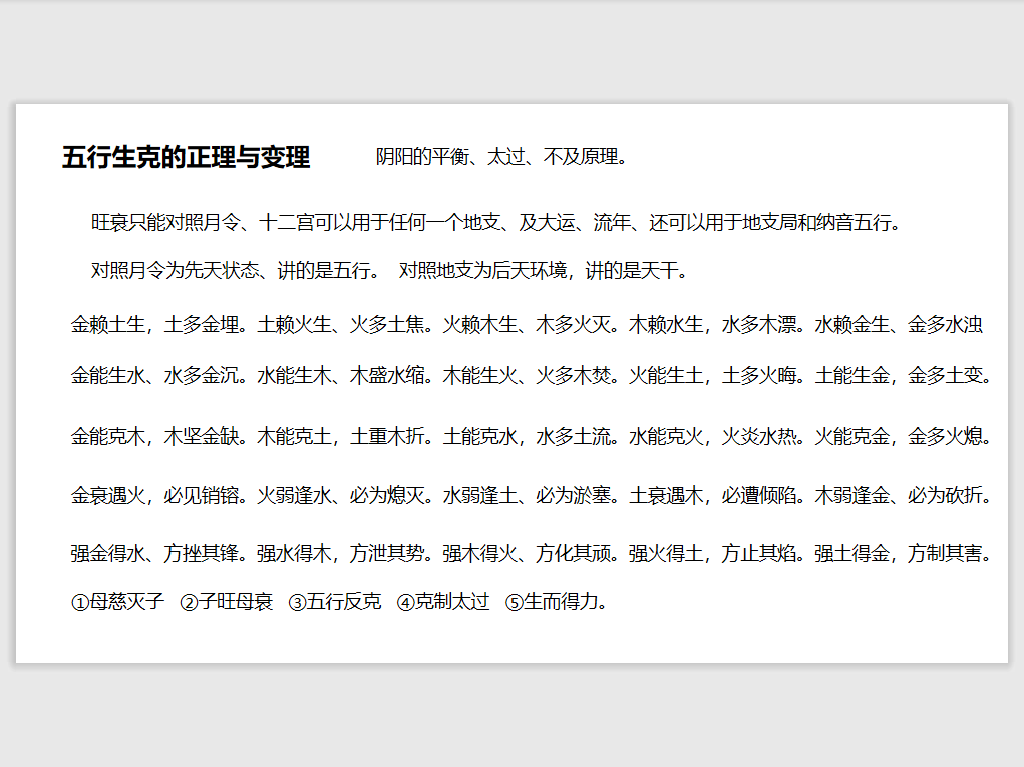 五行生克的正理与变理 阴阳的平衡、太过、不及原理。
旺衰只能对照月令、十二宫可以用于任何一个地支、及大运、流年、还可以用于地支局和纳音五行。
对照月令为先天状态、讲的是五行。 对照地支为后天环境，讲的是天干。
金赖土生，土多金埋。土赖火生、火多土焦。火赖木生、木多火灭。木赖水生，水多木漂。水赖金生、金多水浊
金能生水、水多金沉。水能生木、木盛水缩。木能生火、火多木焚。火能生土，土多火晦。土能生金，金多土变。
金能克木，木坚金缺。木能克土，土重木折。土能克水，水多土流。水能克火，火炎水热。火能克金，金多火熄。
金衰遇火，必见销镕。火弱逢水、必为熄灭。水弱逢土、必为淤塞。土衰遇木，必遭倾陷。木弱逢金、必为砍折。
强金得水、方挫其锋。强水得木，方泄其势。强木得火、方化其顽。强火得土，方止其焰。强土得金，方制其害。
①母慈灭子 ②子旺母衰 ③五行反克 ④克制太过 ⑤生而得力。